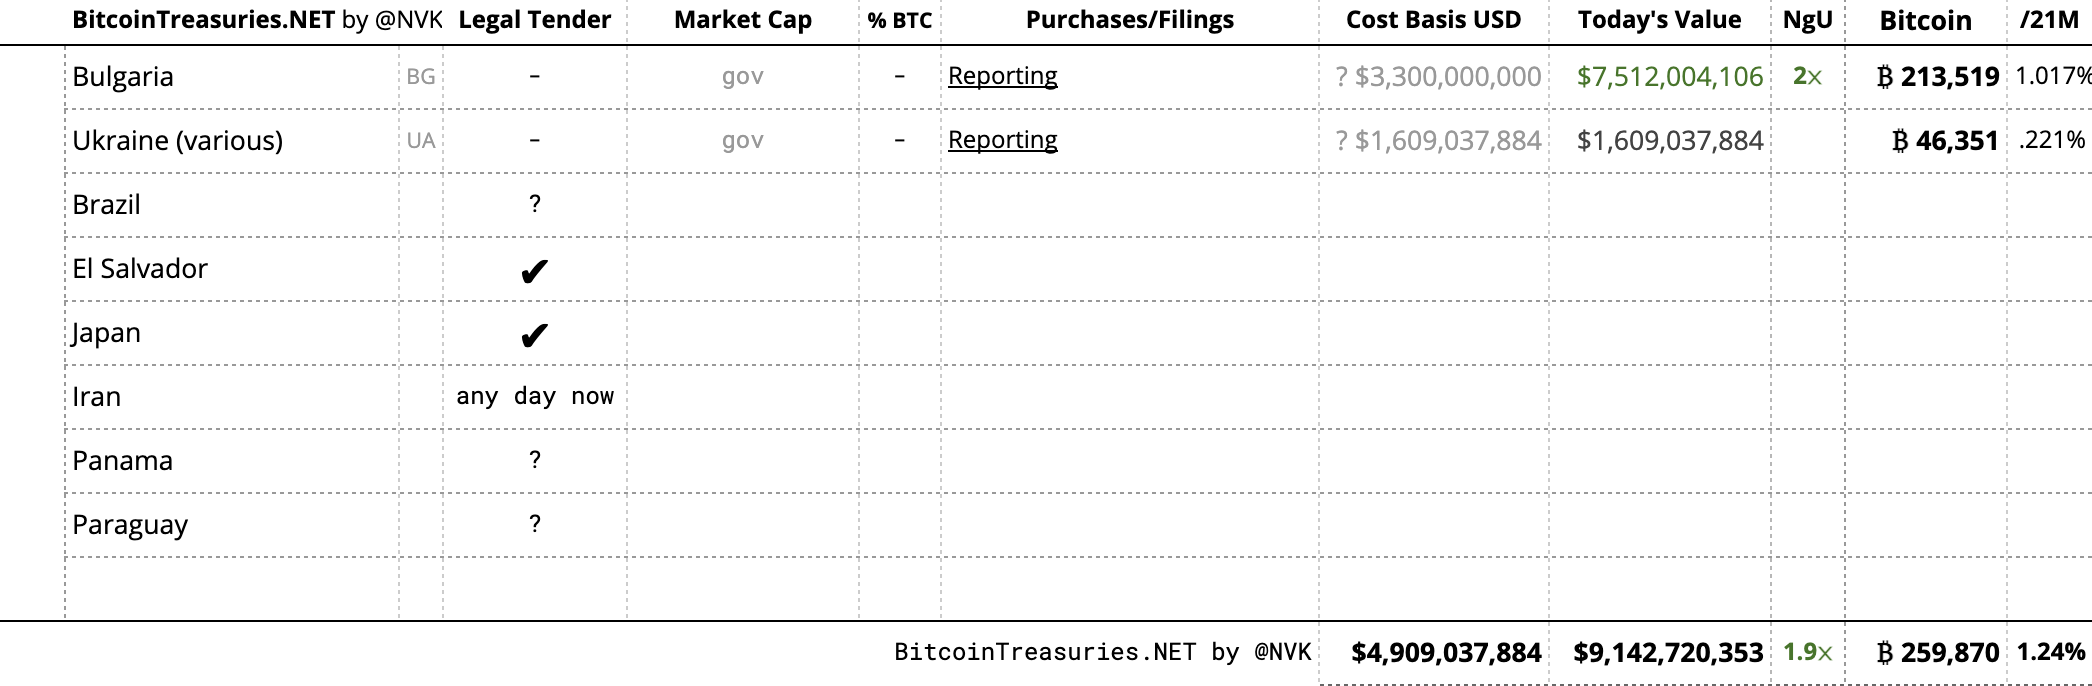 BitcoinTreasuries.NET by @NVK Legal Tender Market Cap % BTC Purchases/Filings Cost Basis USD Today's Value NgU Bitcoin /21M
Bulgaria BG - gov - Reporting ? $3,300,000,000 $7,512,004,106 2x ₿ 213,519 1.017%
Ukraine (various) UA - gov - Reporting ? $1,609,037,884 $1,609,037,884 ₿ 46,351 .221%
Brazil ?
El Salvador ✔
Japan ✔
Iran any day now
Panama ?
Paraguay ?
BitcoinTreasuries.NET by @NVK $4,909,037,884 $9,142,720,353 1.9x ₿ 259,870 1.24%